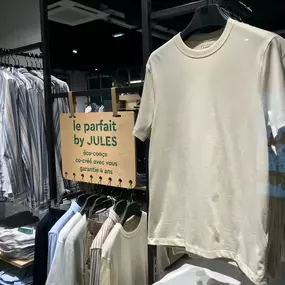 le parfait
by JULES
éco-conçu
co-créé avec vous
garantie 4 ans